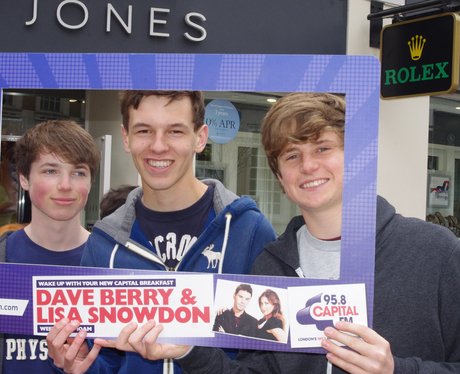 JONES
ROLEX
0% APR
WAKE UP WITH YOUR NEW CAPITAL BREAKFAST
DAVE BERRY &
LISA SNOWDON
95.8
CAPITAL
FM
LONDON'S
PHYS